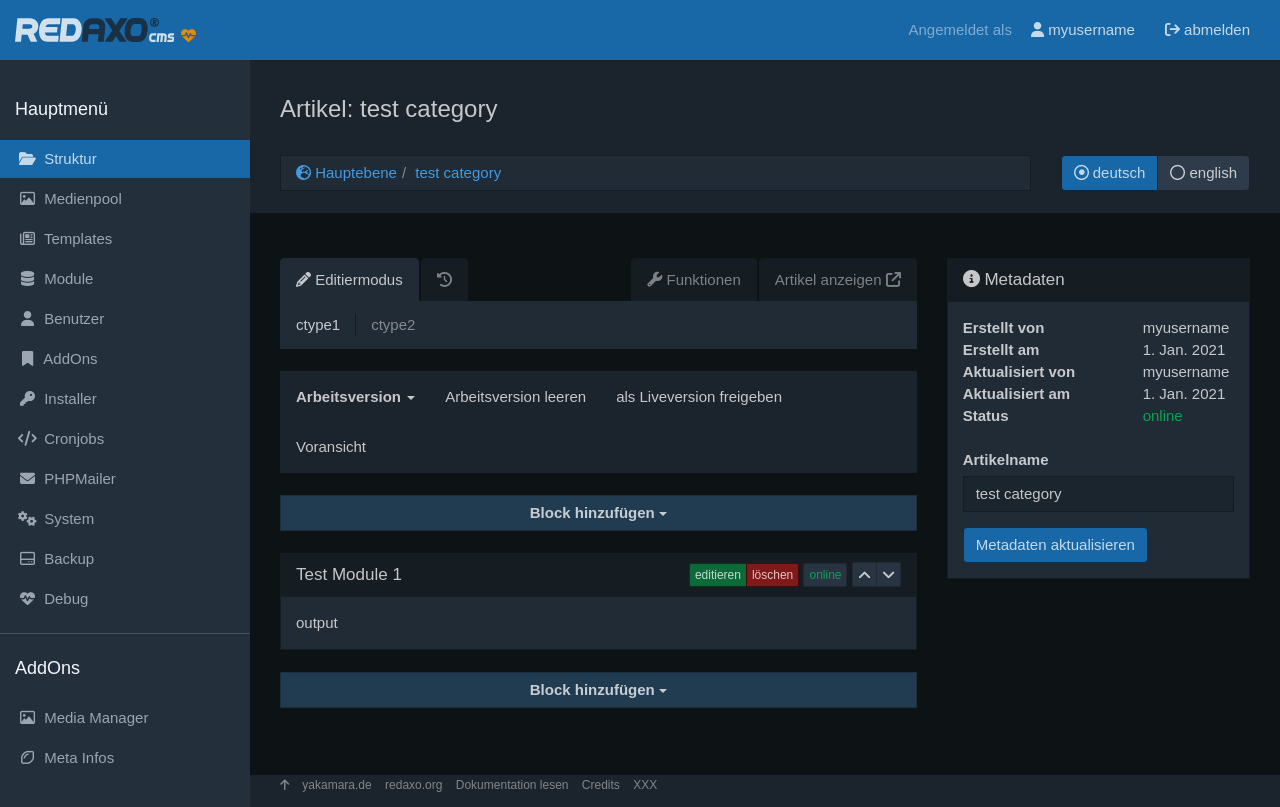 REDAXO® cms
Angemeldet als myusername abmelden
Hauptmenü
Struktur
Medienpool
Templates
Module
Benutzer
AddOns
Installer
Cronjobs
PHPMailer
System
Backup
Debug
AddOns
Media Manager
Meta Infos
Artikel: test category
Hauptebene / test category
deutsch english
Editiermodus
Funktionen Artikel anzeigen
ctype1 ctype2
Arbeitsversion Arbeitsversion leeren als Liveversion freigeben
Voransicht
Block hinzufügen
Test Module 1 editieren löschen online
output
Block hinzufügen
Metadaten
Erstellt von myusername
Erstellt am 1. Jan. 2021
Aktualisiert von myusername
Aktualisiert am 1. Jan. 2021
Status online
Artikelname
test category
Metadaten aktualisieren
yakamara.de redaxo.org Dokumentation lesen Credits XXX